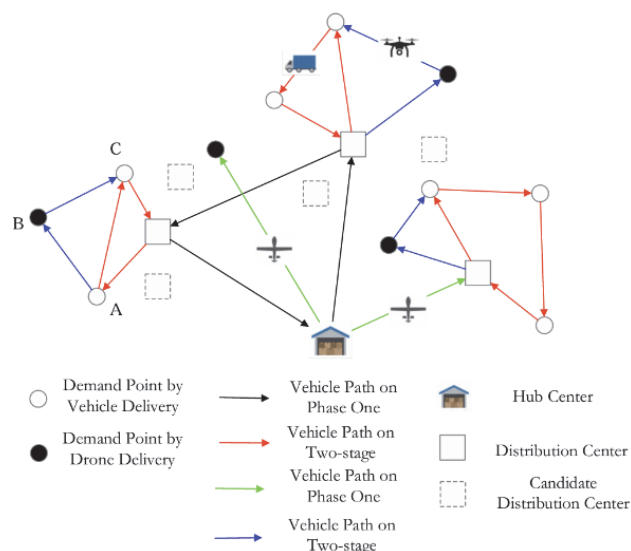 C
B
A
Demand Point by
Vehicle Delivery
Vehicle Path on
Phase One
Hub Center
Demand Point by
Drone Delivery
Vehicle Path on
Two-stage
Distribution Center
Vehicle Path on
Phase One
Candidate
Distribution Center
Vehicle Path on
Two-stage